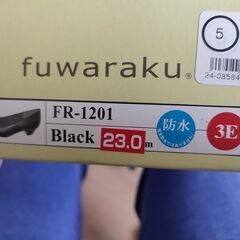 5
fuwaraku®
24-08584
FR-1201
Black 23.0cm
防水
3E